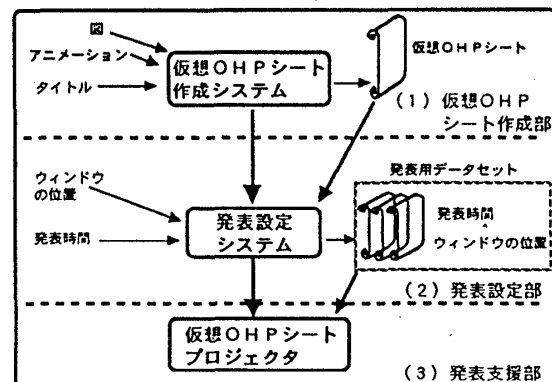 図
アニメーション
タイトル
仮想OHPシート
作成システム
仮想OHPシート
(1) 仮想OHP
シート作成部
ウィンドウ
の位置
発表時間
発表設定
システム
発表用データセット
発表時間
ウィンドウの位置
(2) 発表設定部
仮想OHPシート
プロジェクタ
(3) 発表支援部